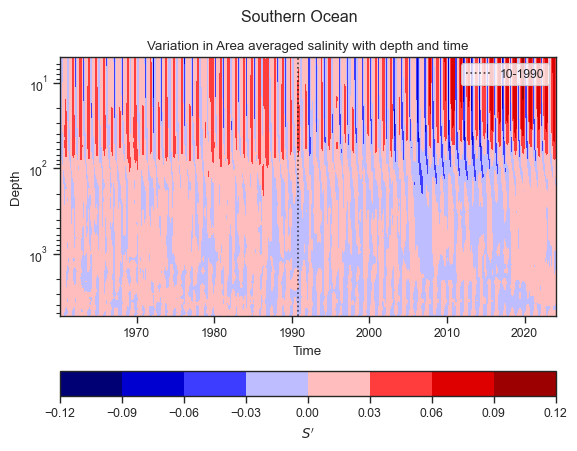 Southern Ocean
Variation in Area averaged salinity with depth and time
10-1990
10¹
10²
10³
Depth
1970 1980 1990 2000 2010 2020
Time
−0.12 −0.09 −0.06 −0.03 0.00 0.03 0.06 0.09 0.12
S′